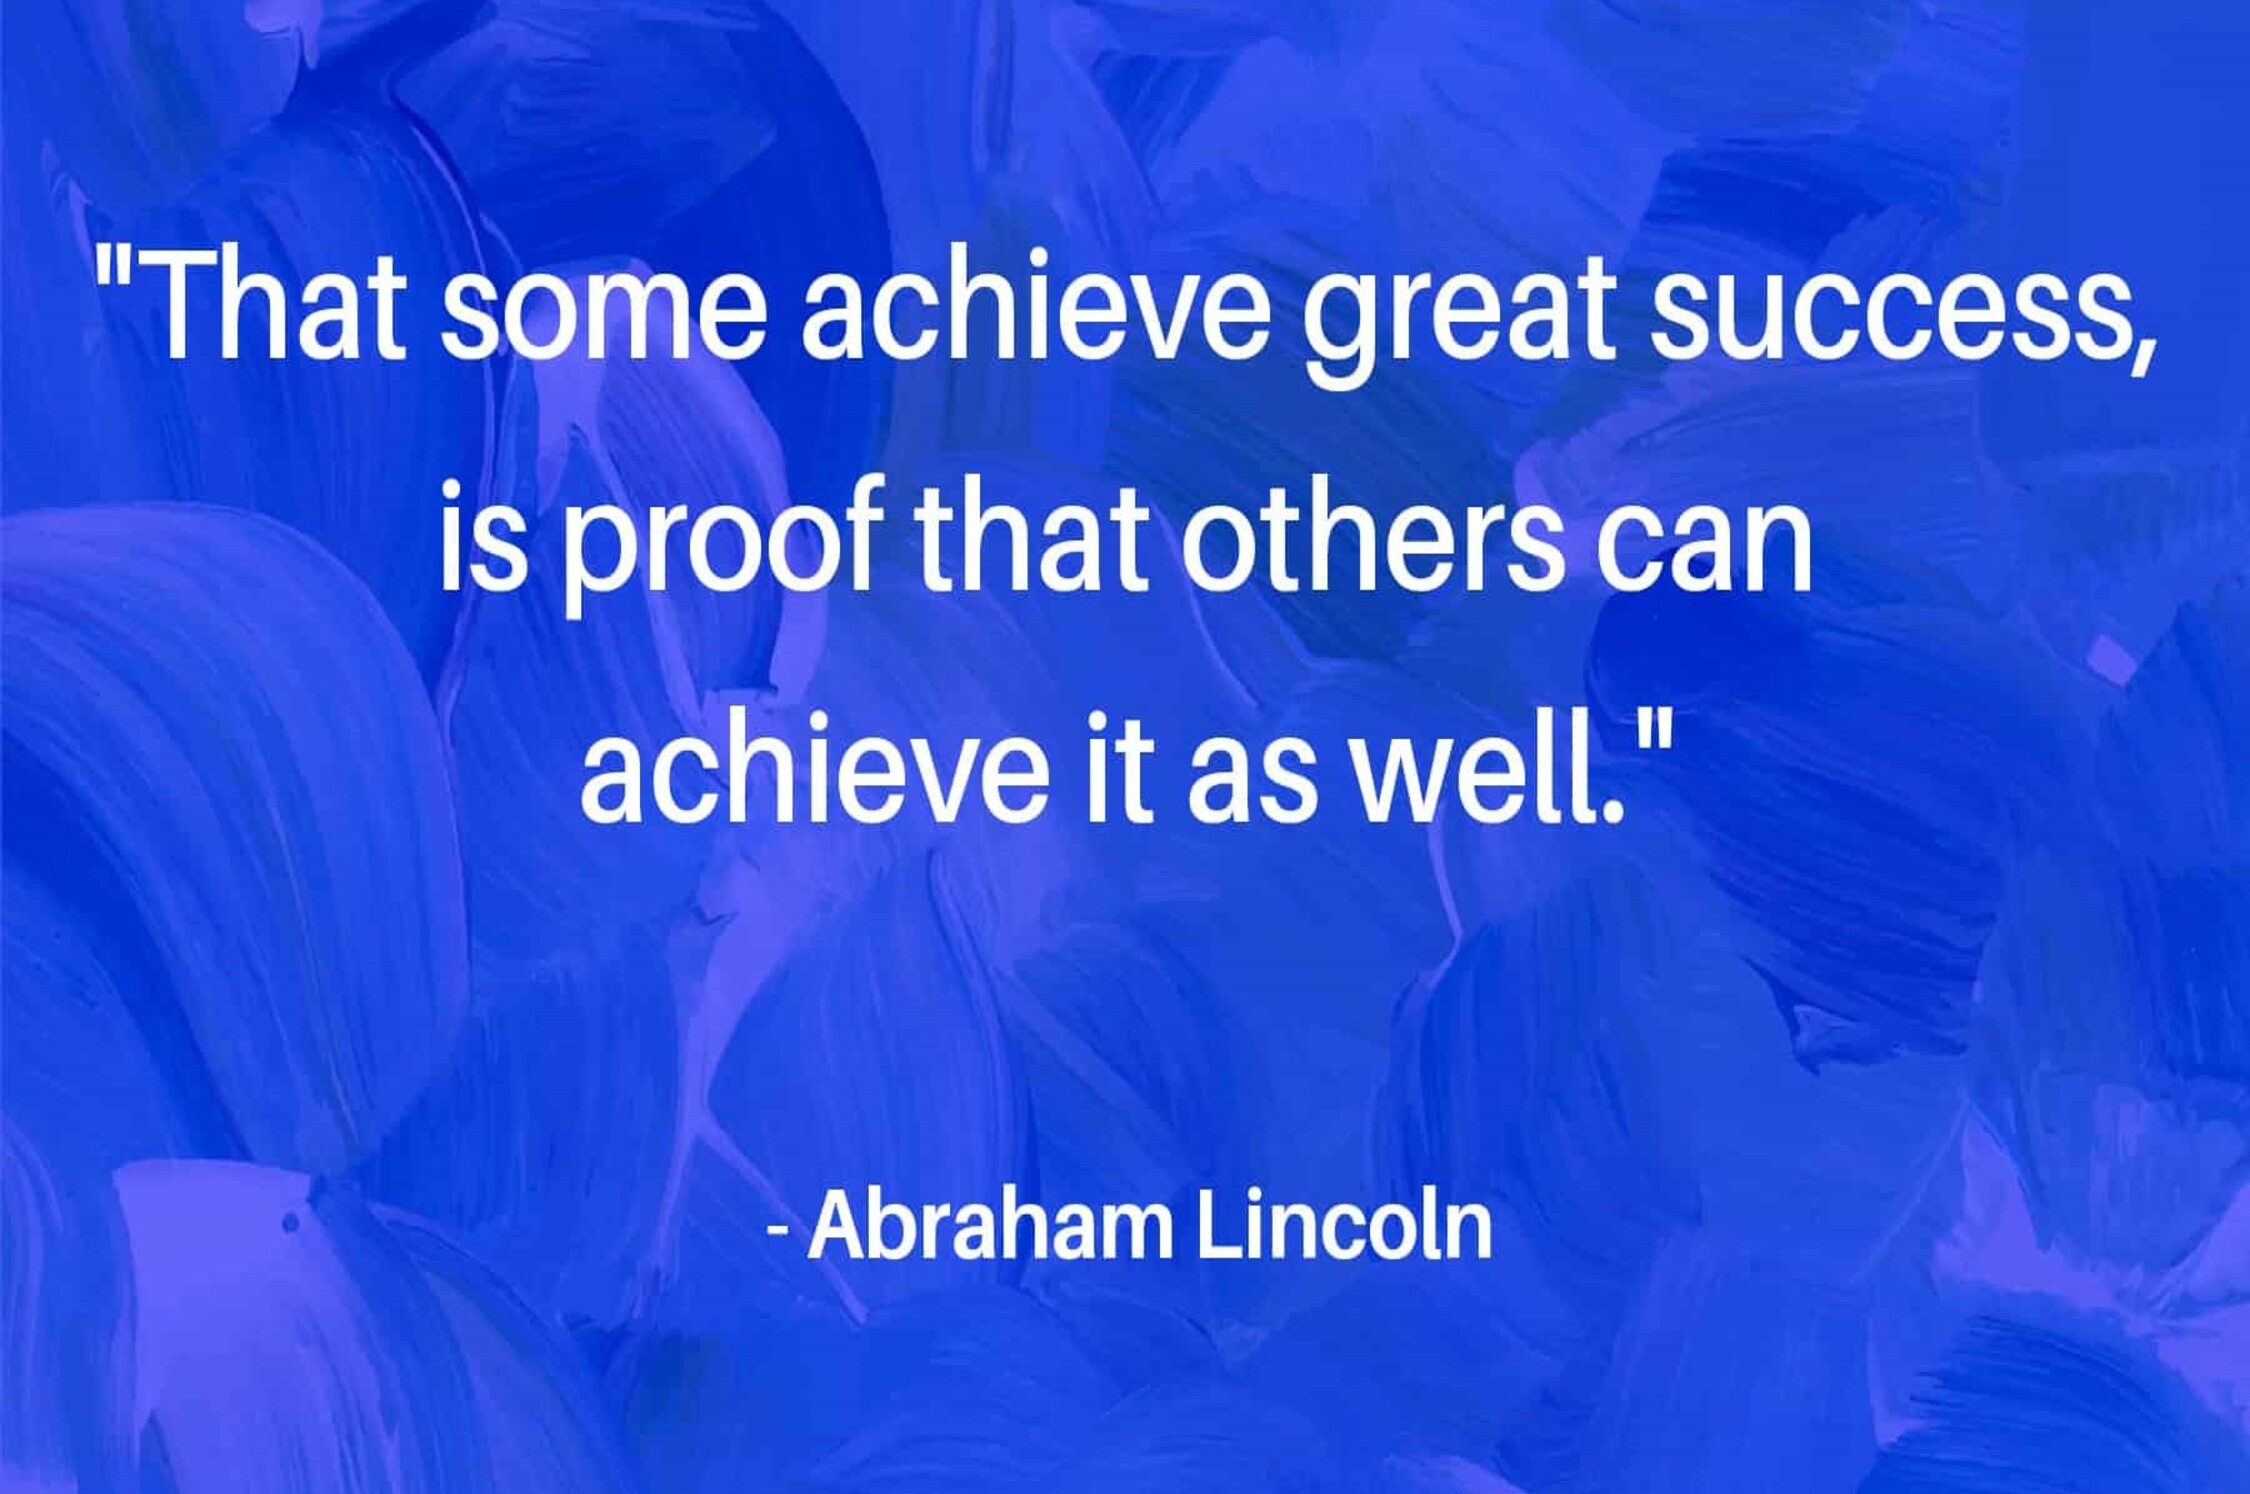 "That some achieve great success,
is proof that others can
achieve it as well."
- Abraham Lincoln